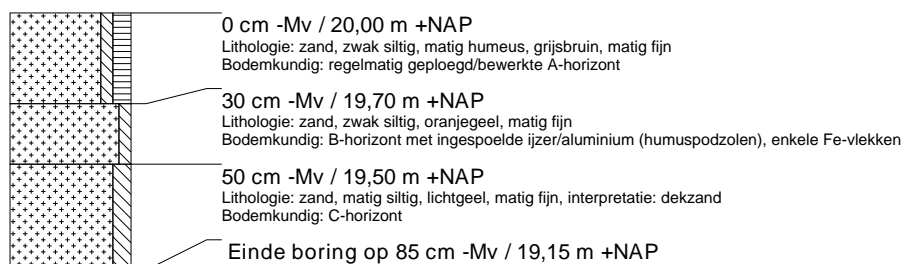 0 cm -Mv / 20,00 m +NAP
Lithologie: zand, zwak siltig, matig humeus, grijsbruin, matig fijn
Bodemkundig: regelmatig geploegd/bewerkte A-horizont
30 cm -Mv / 19,70 m +NAP
Lithologie: zand, zwak siltig, oranjegeel, matig fijn
Bodemkundig: B-horizont met ingespoelde ijzer/aluminium (humuspodzolen), enkele Fe-vlekken
50 cm -Mv / 19,50 m +NAP
Lithologie: zand, matig siltig, lichtgeel, matig fijn, interpretatie: dekzand
Bodemkundig: C-horizont
Einde boring op 85 cm -Mv / 19,15 m +NAP